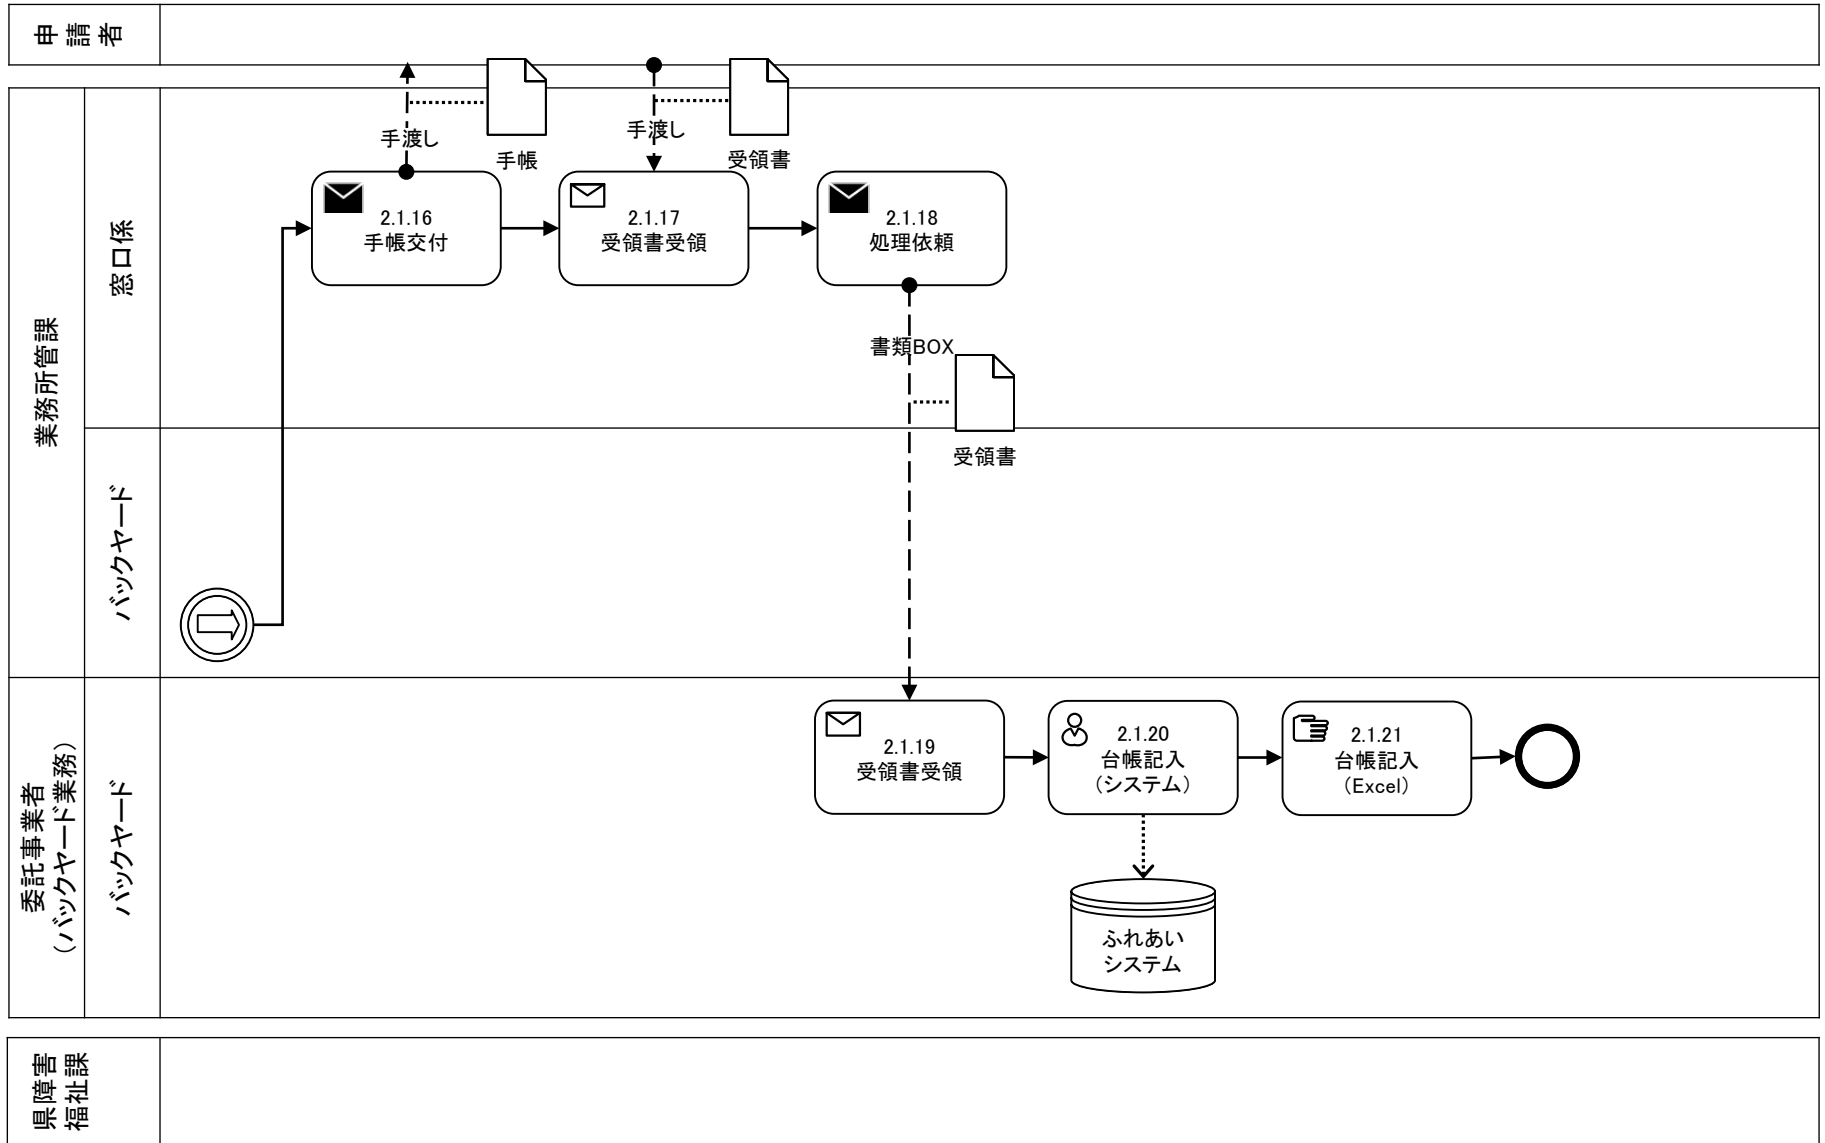 申請者
手渡し
手帳
手渡し
受領書
業務所管課
窓口係
2.1.16
手帳交付
2.1.17
受領書受領
2.1.18
処理依頼
書類BOX
受領書
バックヤード
委託事業者
（バックヤード業務）
バックヤード
2.1.19
受領書受領
2.1.20
台帳記入
（システム）
2.1.21
台帳記入
（Excel）
ふれあい
システム
県障害
福祉課